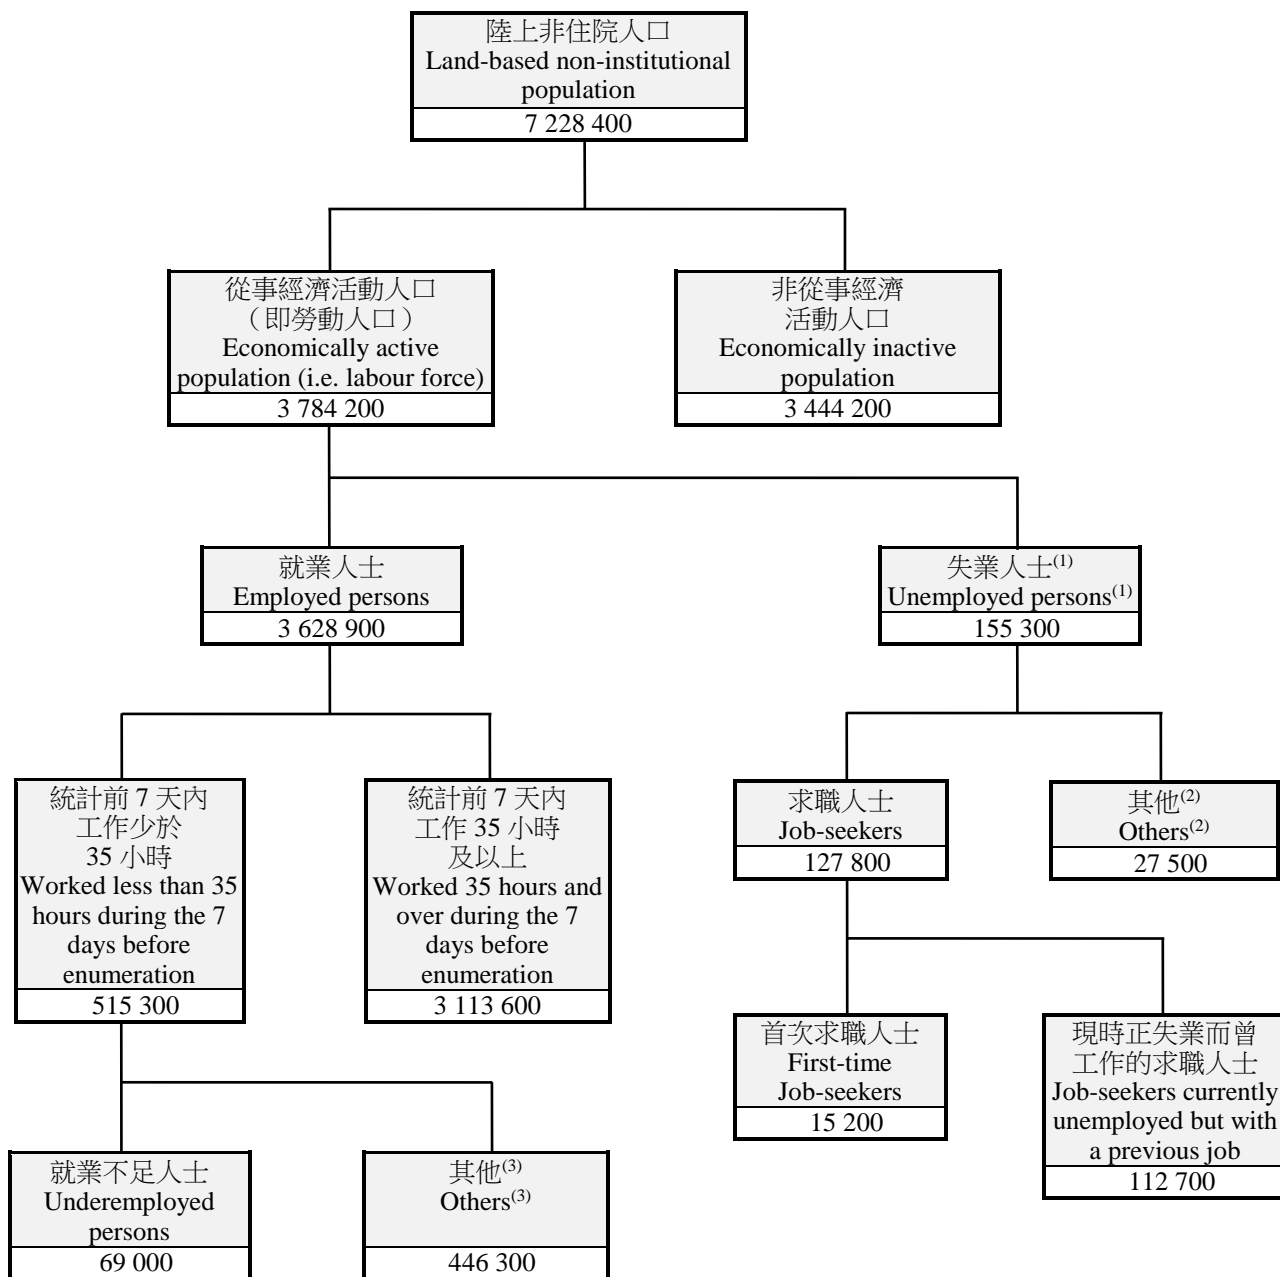 陸上非住院人口
Land-based non-institutional
population
7 228 400
從事經濟活動人口
（即勞動人口）
Economically active
population (i.e. labour force)
3 784 200
非從事經濟
活動人口
Economically inactive
population
3 444 200
就業人士
Employed persons
3 628 900
失業人士(1)
Unemployed persons(1)
155 300
統計前 7 天內
工作少於
35 小時
Worked less than 35
hours during the 7
days before
enumeration
515 300
統計前 7 天內
工作 35 小時
及以上
Worked 35 hours and
over during the 7
days before
enumeration
3 113 600
求職人士
Job-seekers
127 800
其他(2)
Others(2)
27 500
首次求職人士
First-time
Job-seekers
15 200
現時正失業而曾
工作的求職人士
Job-seekers currently
unemployed but with
a previous job
112 700
就業不足人士
Underemployed
persons
69 000
其他(3)
Others(3)
446 300